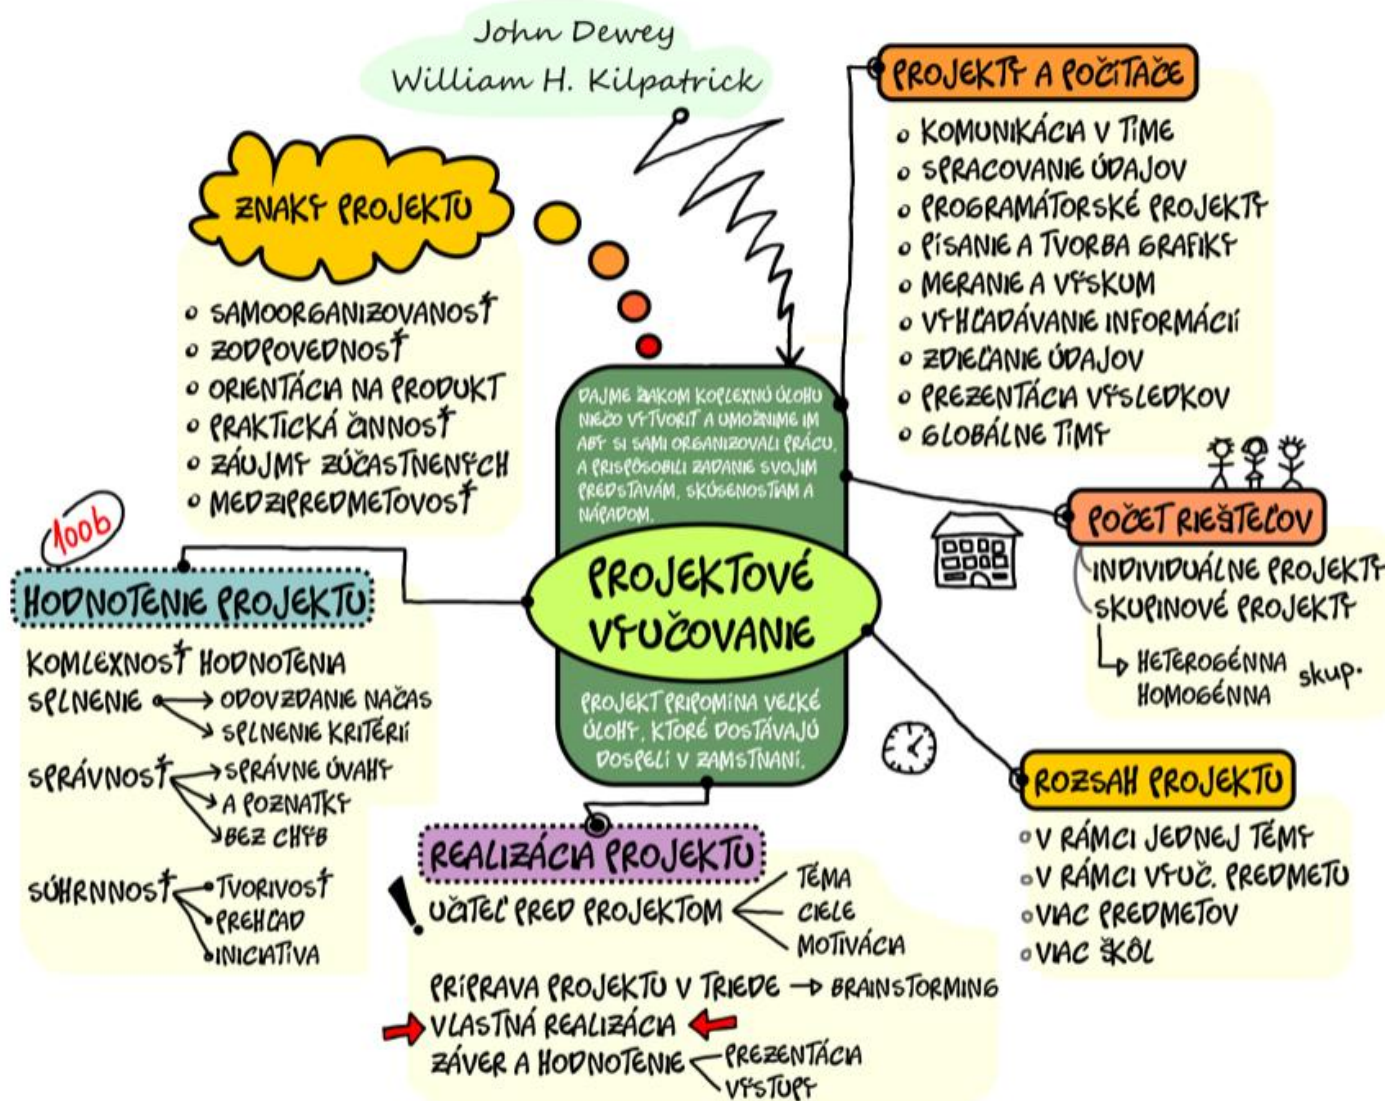 John Dewey
William H. Kilpatrick
ZNAKY PROJEKTU
SAMOORGANIZOVANOSŤ
ZODPOVEDNOSŤ
ORIENTÁCIA NA PRODUKT
PRAKTICKÁ ČINNOSŤ
ZÁUJMY ZÚČASTNENÝCH
MEDZIPREDMETOVOSŤ
PROJEKTY A POČÍTAČE
KOMUNIKÁCIA V TÍME
SPRACOVANIE ÚDAJOV
PROGRAMÁTORSKÉ PROJEKTY
PÍSANIE A TVORBA GRAFIKY
MERANIE A VÝSKUM
VYHĽADÁVANIE INFORMÁCIÍ
ZDIEĽANIE ÚDAJOV
PREZENTÁCIA VÝSLEDKOV
GLOBÁLNE TÍMY
DAJME ŽIAKOM KOPLEXNÚ ÚLOHU
NIEČO VYTVORIŤ A UMOŽNIME IM
ABY SI SAMI ORGANIZOVALI PRÁCU,
A PRISPÔSOBILI ZADANIE SVOJIM
PREDSTAVÁM, SKÚSENOSTIAM A
NÁPADOM.
PROJEKTOVÉ
VYUČOVANIE
PROJEKT PRIPOMÍNA VEĽKÉ
ÚLOHY, KTORÉ DOSTÁVAJÚ
DOSPELÍ V ZAMSTNANÍ.
POČET RIEŠITEĽOV
INDIVIDUÁLNE PROJEKTY
SKUPINOVÉ PROJEKTY
HETEROGÉNNA
HOMOGÉNNA
skup.
100b
HODNOTENIE PROJEKTU
KOMLEXNOSŤ HODNOTENIA
SPLNENIE
ODOVZDANIE NAČAS
SPLNENIE KRITÉRIÍ
SPRÁVNOSŤ
SPRÁVNE ÚVAHY
A POZNATKY
BEZ CHÝB
SÚHRNNOSŤ
TVORIVOSŤ
PREHĽAD
INICIATÍVA
REALIZÁCIA PROJEKTU
! UČITEĽ PRED PROJEKTOM
TÉMA
CIELE
MOTIVÁCIA
PRÍPRAVA PROJEKTU V TRIEDE → BRAINSTORMING
VLASTNÁ REALIZÁCIA
ZÁVER A HODNOTENIE
PREZENTÁCIA
VÝSTUPY
ROZSAH PROJEKTU
V RÁMCI JEDNEJ TÉMY
V RÁMCI VYUČ. PREDMETU
VIAC PREDMETOV
VIAC ŠKÔL